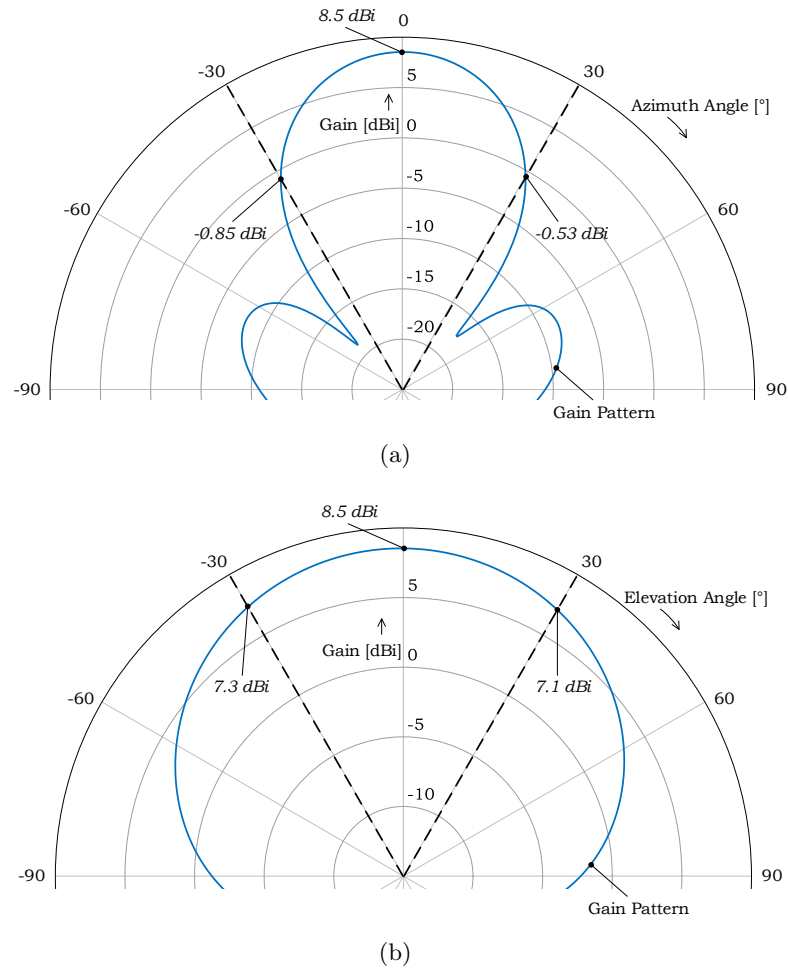 8.5 dBi
0
-30
30
5
Azimuth Angle [°]
Gain [dBi]
0
-5
-60
60
-0.85 dBi
-0.53 dBi
-10
-15
-20
-90
90
Gain Pattern
(a)
8.5 dBi
-30
30
5
Elevation Angle [°]
Gain [dBi]
0
7.3 dBi
7.1 dBi
-60
60
-5
-10
-90
90
Gain Pattern
(b)